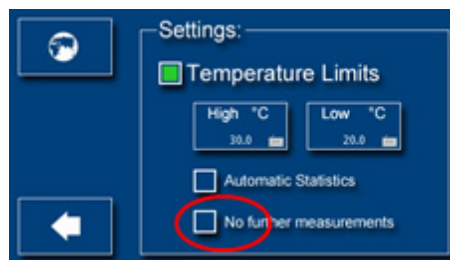 Settings:
Temperature Limits
High °C Low °C
30.0 20.0
Automatic Statistics
No further measurements